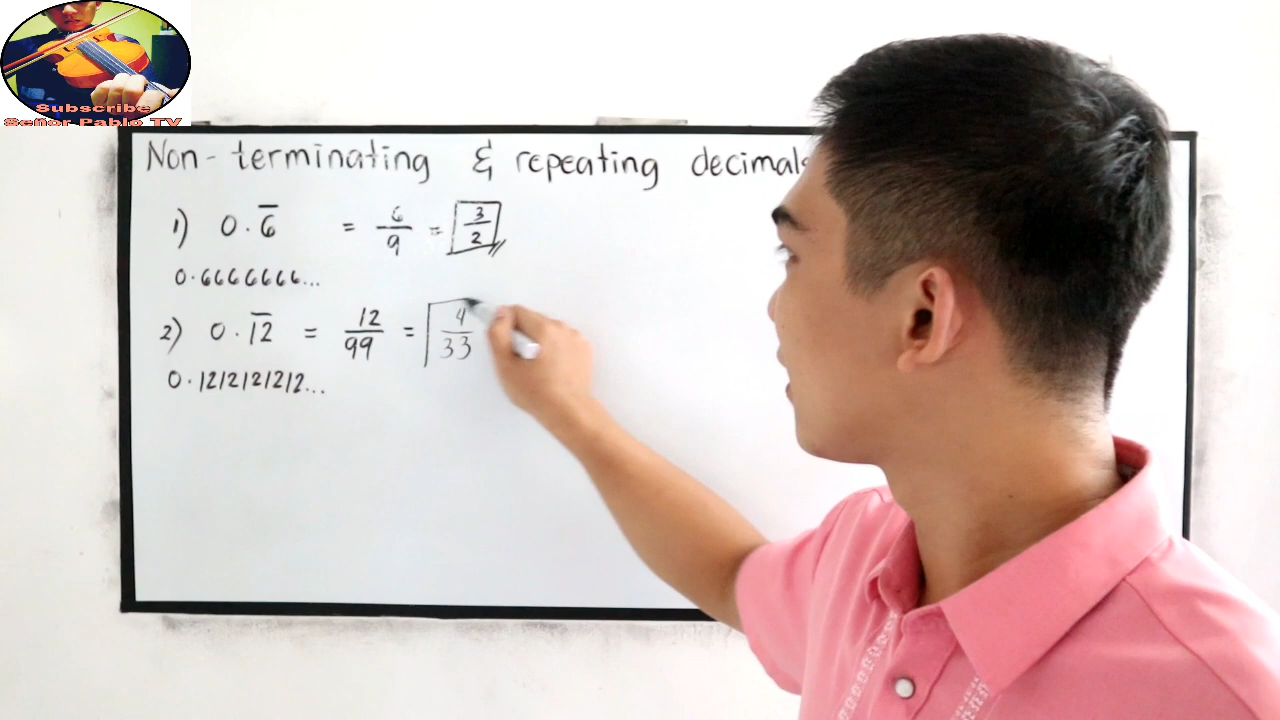 Subscribe
Señor Pablo TV
Non-terminating & repeating decimals
1) 0.6̅ = 6/9 = 3/2
0.6666666...
2) 0.1̅2̅ = 12/99 = 4/33
0.1212121212...